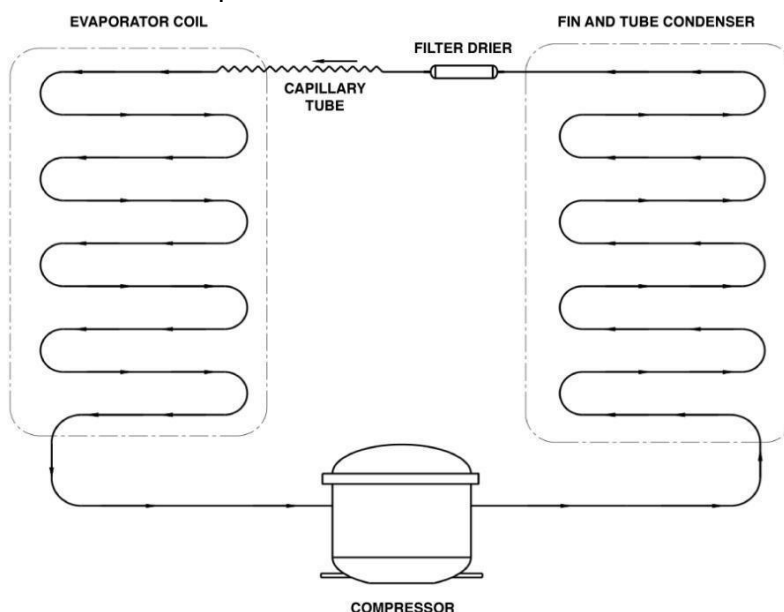 EVAPORATOR COIL
FIN AND TUBE CONDENSER
FILTER DRIER
CAPILLARY
TUBE
COMPRESSOR